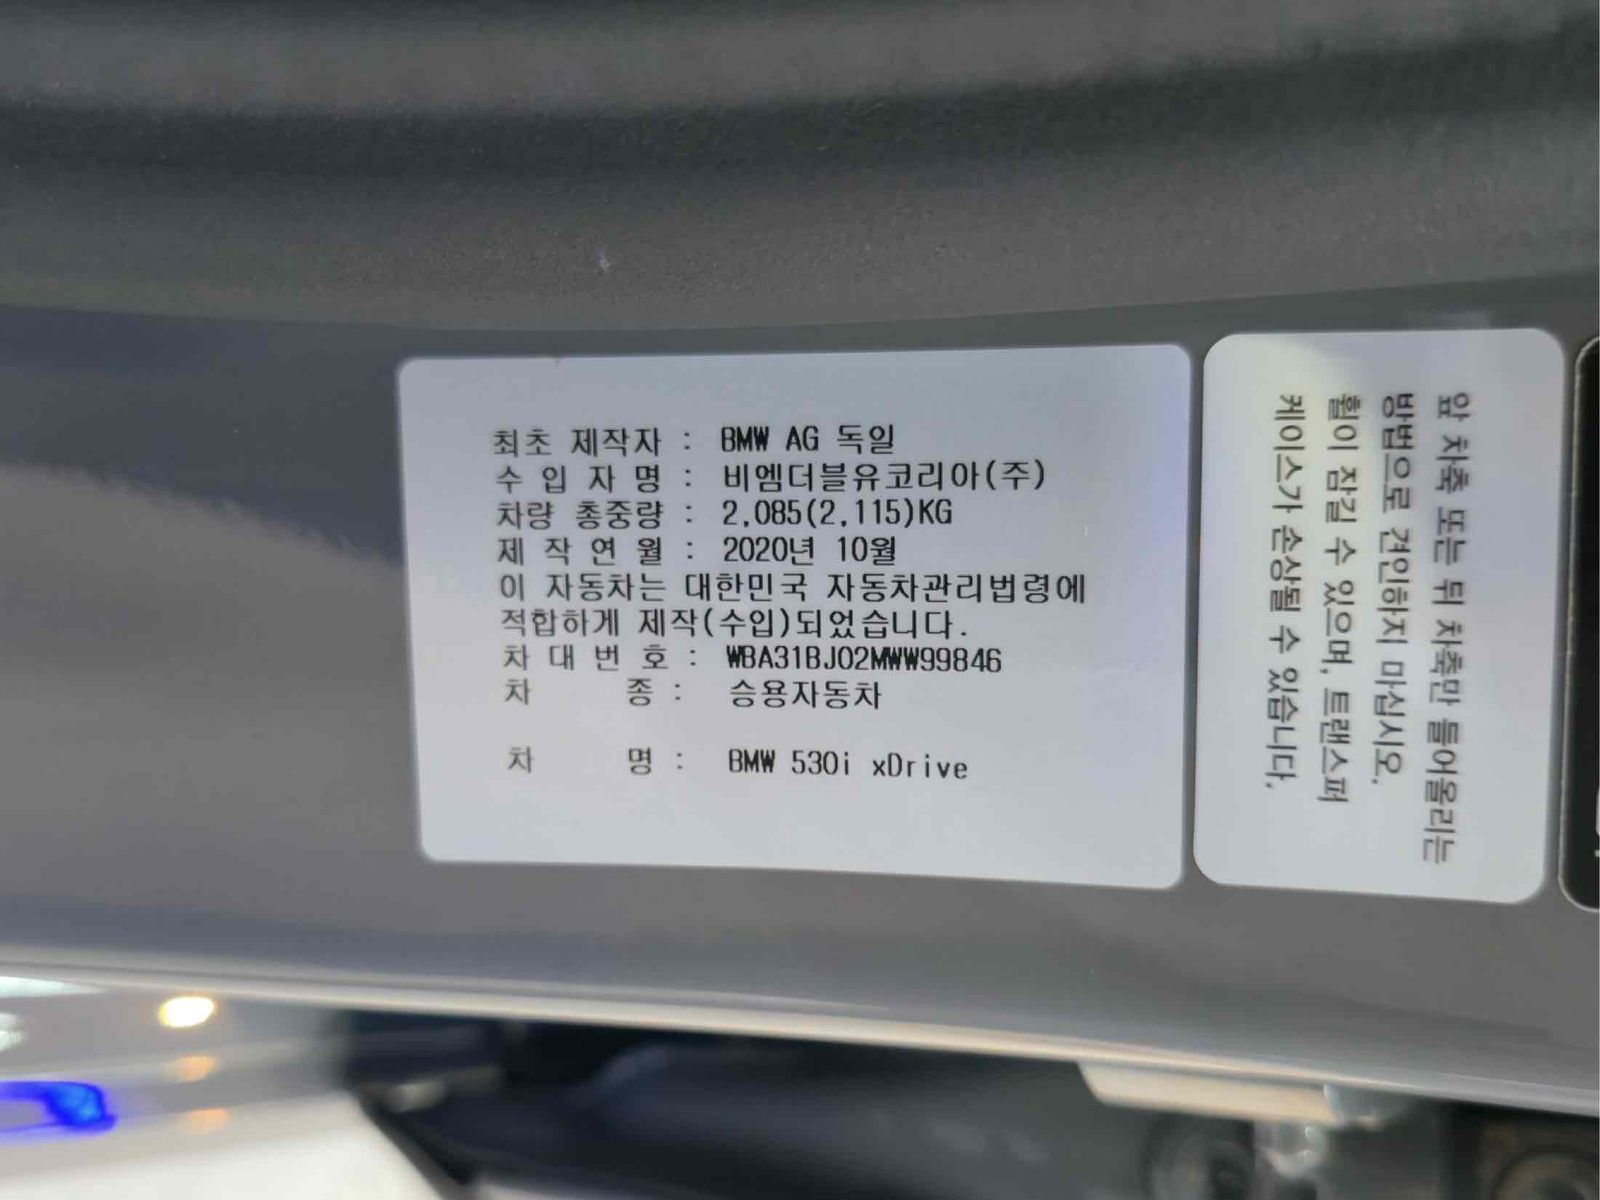 최초 제작자 : BMW AG 독일
수 입 자 명 : 비엠더블유코리아(주)
차량 총중량 : 2,085(2,115)KG
제 작 연 월 : 2020년 10월
이 자동차는 대한민국 자동차관리법령에
적합하게 제작(수입)되었습니다.
차 대 번 호 : WBA31BJ02MWW99846
차 종 : 승용자동차
차 명 : BMW 530i xDrive
앞 차축 또는 뒤 차축만 들어올리는
방법으로 견인하지 마십시오.
휠이 잠길 수 있으며, 트랜스퍼
케이스가 손상될 수 있습니다.